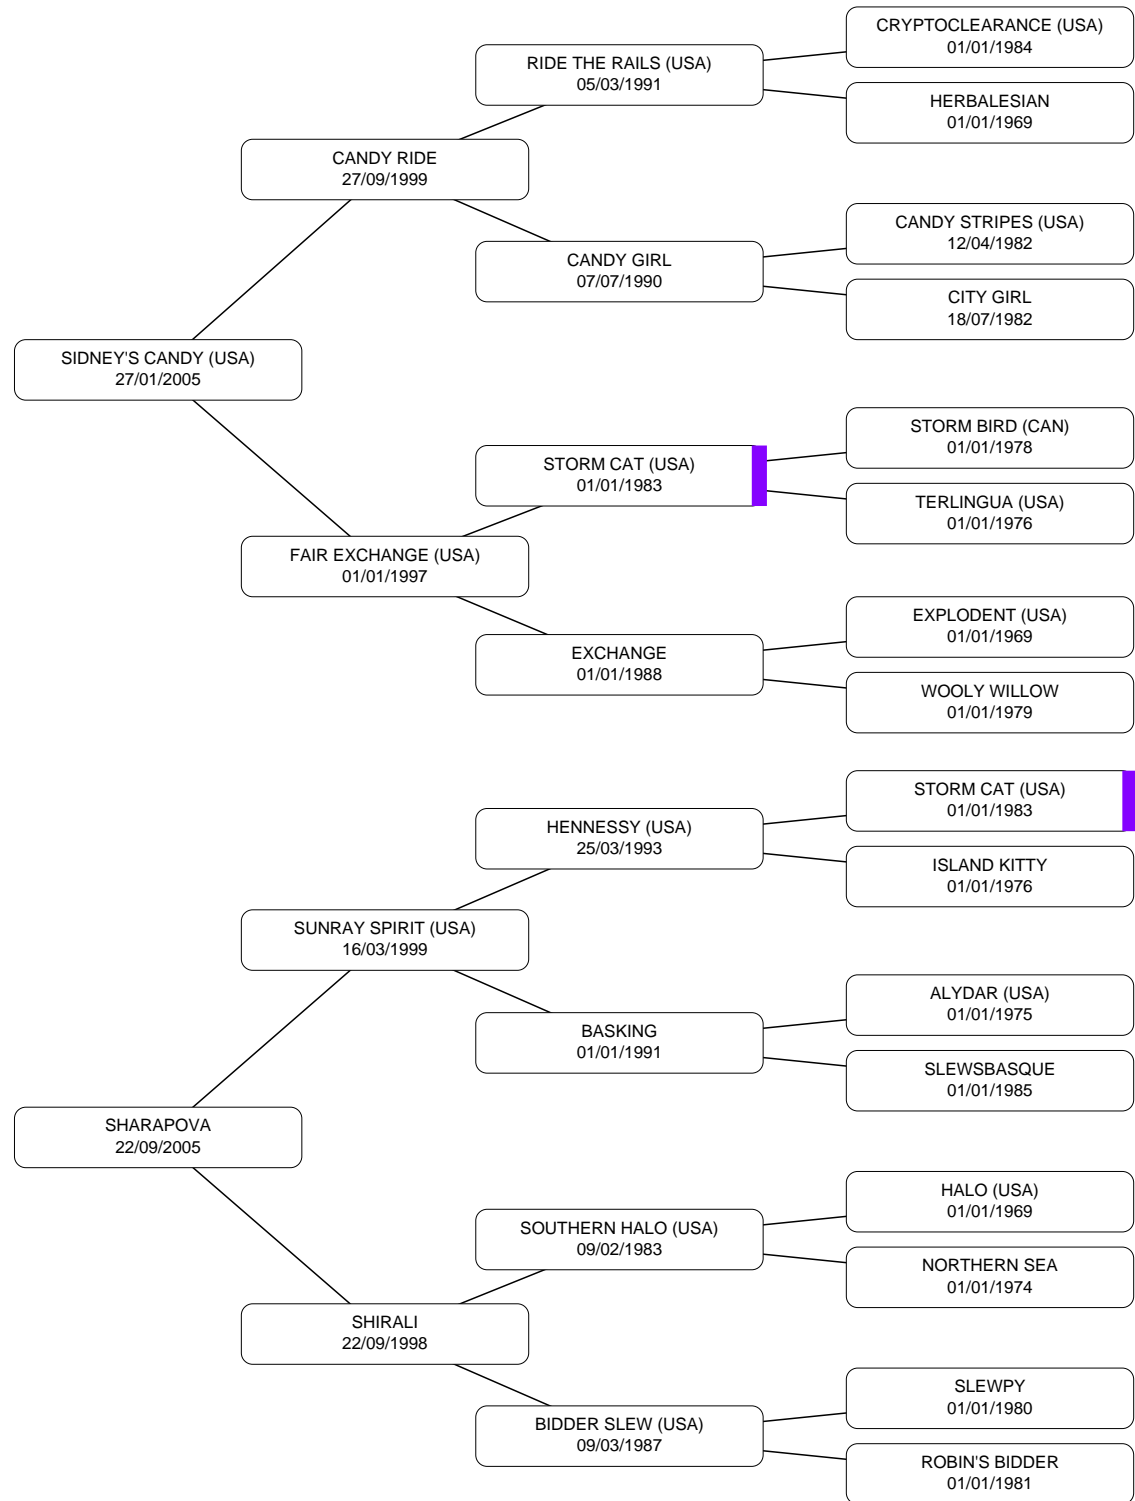 CRYPTOCLEARANCE (USA)
01/01/1984
RIDE THE RAILS (USA)
05/03/1991
HERBALESIAN
01/01/1969
CANDY RIDE
27/09/1999
CANDY STRIPES (USA)
12/04/1982
CANDY GIRL
07/07/1990
CITY GIRL
18/07/1982
SIDNEY'S CANDY (USA)
27/01/2005
STORM BIRD (CAN)
01/01/1978
STORM CAT (USA)
01/01/1983
TERLINGUA (USA)
01/01/1976
FAIR EXCHANGE (USA)
01/01/1997
EXPLODENT (USA)
01/01/1969
EXCHANGE
01/01/1988
WOOLY WILLOW
01/01/1979
STORM CAT (USA)
01/01/1983
HENNESSY (USA)
25/03/1993
ISLAND KITTY
01/01/1976
SUNRAY SPIRIT (USA)
16/03/1999
ALYDAR (USA)
01/01/1975
BASKING
01/01/1991
SLEWSBASQUE
01/01/1985
SHARAPOVA
22/09/2005
HALO (USA)
01/01/1969
SOUTHERN HALO (USA)
09/02/1983
NORTHERN SEA
01/01/1974
SHIRALI
22/09/1998
SLEWPY
01/01/1980
BIDDER SLEW (USA)
09/03/1987
ROBIN'S BIDDER
01/01/1981